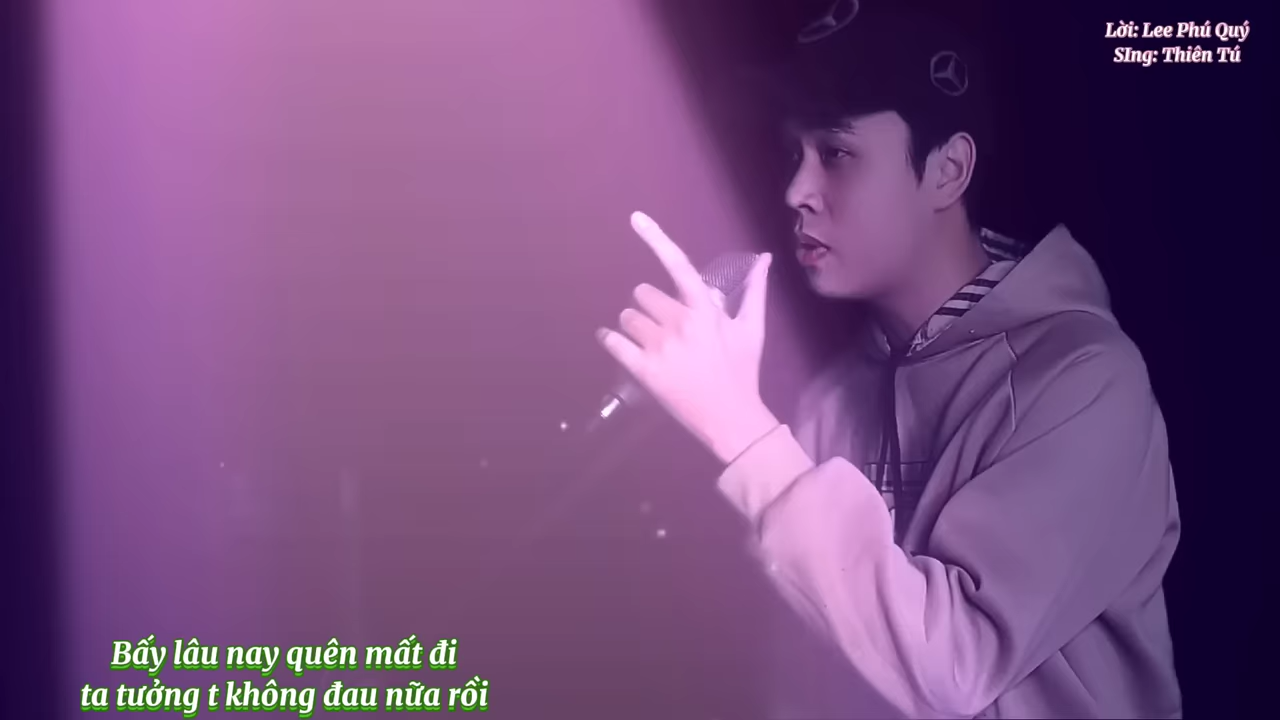 Lời: Lee Phú Quý
SIng: Thiên Tú
Bấy lâu nay quên mất đi
ta tưởng t không đau nữa rồi